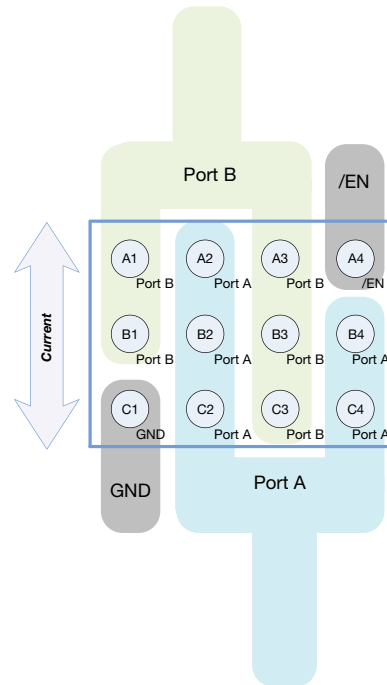 Port B
/EN
A1
A2
A3
A4
Port B
Port A
Port B
/EN
Current
B1
B2
B3
B4
Port B
Port A
Port B
Port A
C1
C2
C3
C4
GND
Port A
Port B
Port A
GND
Port A